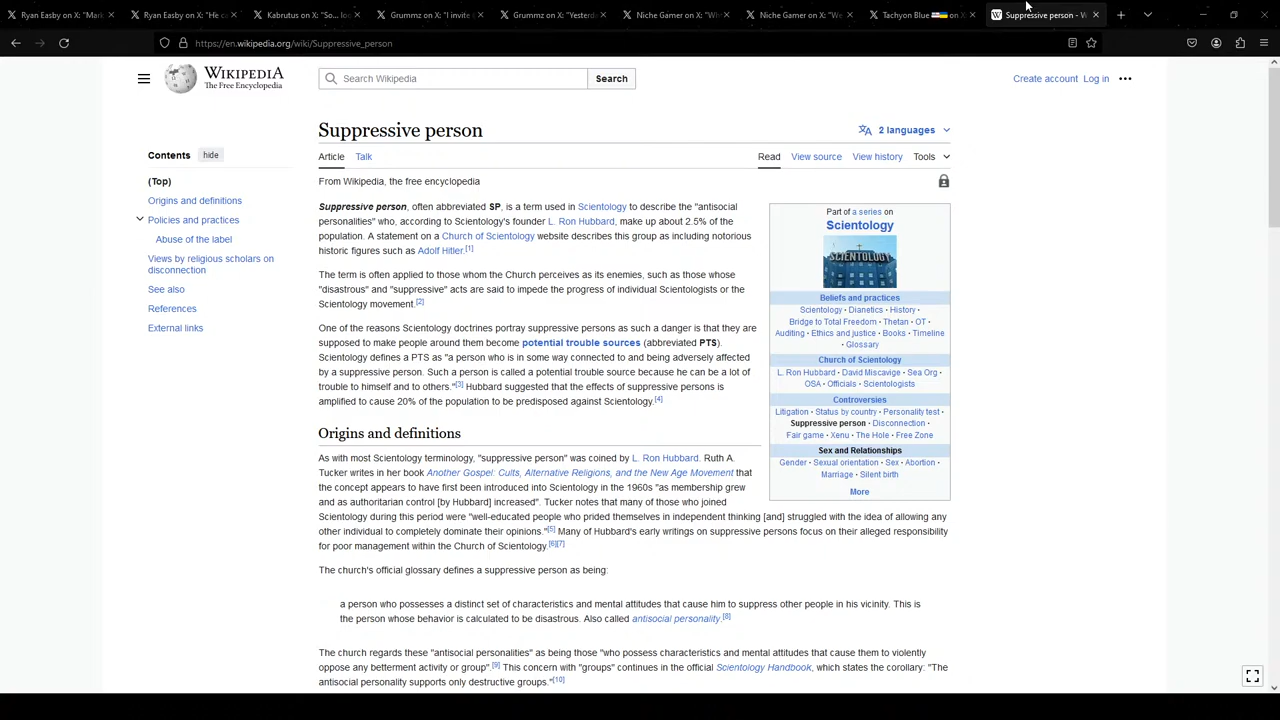 Ryan Easby on X: "Mark
Ryan Easby on X: "He ca
Kabrutus on X: "So... loo
Grummz on X: "I invite
Grummz on X: "Yesterd
Niche Gamer on X: "Wh
Niche Gamer on X: "We
Tachyon Blue on X
Suppressive person - W
https://en.wikipedia.org/wiki/Suppressive_person
WIKIPEDIA
The Free Encyclopedia
Search Wikipedia
Search
Create account Log in
Suppressive person
2 languages
Contents hide
Article Talk
Read View source View history Tools
(Top)
Origins and definitions
Policies and practices
Abuse of the label
Views by religious scholars on
disconnection
See also
References
External links
From Wikipedia, the free encyclopedia
Suppressive person, often abbreviated SP, is a term used in Scientology to describe the "antisocial
personalities" who, according to Scientology's founder L. Ron Hubbard, make up about 2.5% of the
population. A statement on a Church of Scientology website describes this group as including notorious
historic figures such as Adolf Hitler.[1]
The term is often applied to those whom the Church perceives as its enemies, such as those whose
"disastrous" and "suppressive" acts are said to impede the progress of individual Scientologists or the
Scientology movement.[2]
One of the reasons Scientology doctrines portray suppressive persons as such a danger is that they are
supposed to make people around them become potential trouble sources (abbreviated PTS).
Scientology defines a PTS as "a person who is in some way connected to and being adversely affected
by a suppressive person. Such a person is called a potential trouble source because he can be a lot of
trouble to himself and to others."[3] Hubbard suggested that the effects of suppressive persons is
amplified to cause 20% of the population to be predisposed against Scientology.[4]
Part of a series on
Scientology
SCIENTOLOGY
Beliefs and practices
Scientology · Dianetics · History ·
Bridge to Total Freedom · Thetan · OT ·
Auditing · Ethics and justice · Books · Timeline
· Glossary
Church of Scientology
L. Ron Hubbard · David Miscavige · Sea Org ·
OSA · Officials · Scientologists
Controversies
Litigation · Status by country · Personality test ·
Suppressive person · Disconnection ·
Fair game · Xenu · The Hole · Free Zone
Sex and Relationships
Gender · Sexual orientation · Sex · Abortion ·
Marriage · Silent birth
More
Origins and definitions
As with most Scientology terminology, "suppressive person" was coined by L. Ron Hubbard. Ruth A.
Tucker writes in her book Another Gospel: Cults, Alternative Religions, and the New Age Movement that
the concept appears to have first been introduced into Scientology in the 1960s "as membership grew
and as authoritarian control [by Hubbard] increased". Tucker notes that many of those who joined
Scientology during this period were "well-educated people who prided themselves in independent thinking [and] struggled with the idea of allowing any
other individual to completely dominate their opinions."[5] Many of Hubbard's early writings on suppressive persons focus on their alleged responsibility
for poor management within the Church of Scientology.[6][7]
The church's official glossary defines a suppressive person as being:
a person who possesses a distinct set of characteristics and mental attitudes that cause him to suppress other people in his vicinity. This is
the person whose behavior is calculated to be disastrous. Also called antisocial personality.[8]
The church regards these "antisocial personalities" as being those "who possess characteristics and mental attitudes that cause them to violently
oppose any betterment activity or group".[9] This concern with "groups" continues in the official Scientology Handbook, which states the corollary: "The
antisocial personality supports only destructive groups."[10]